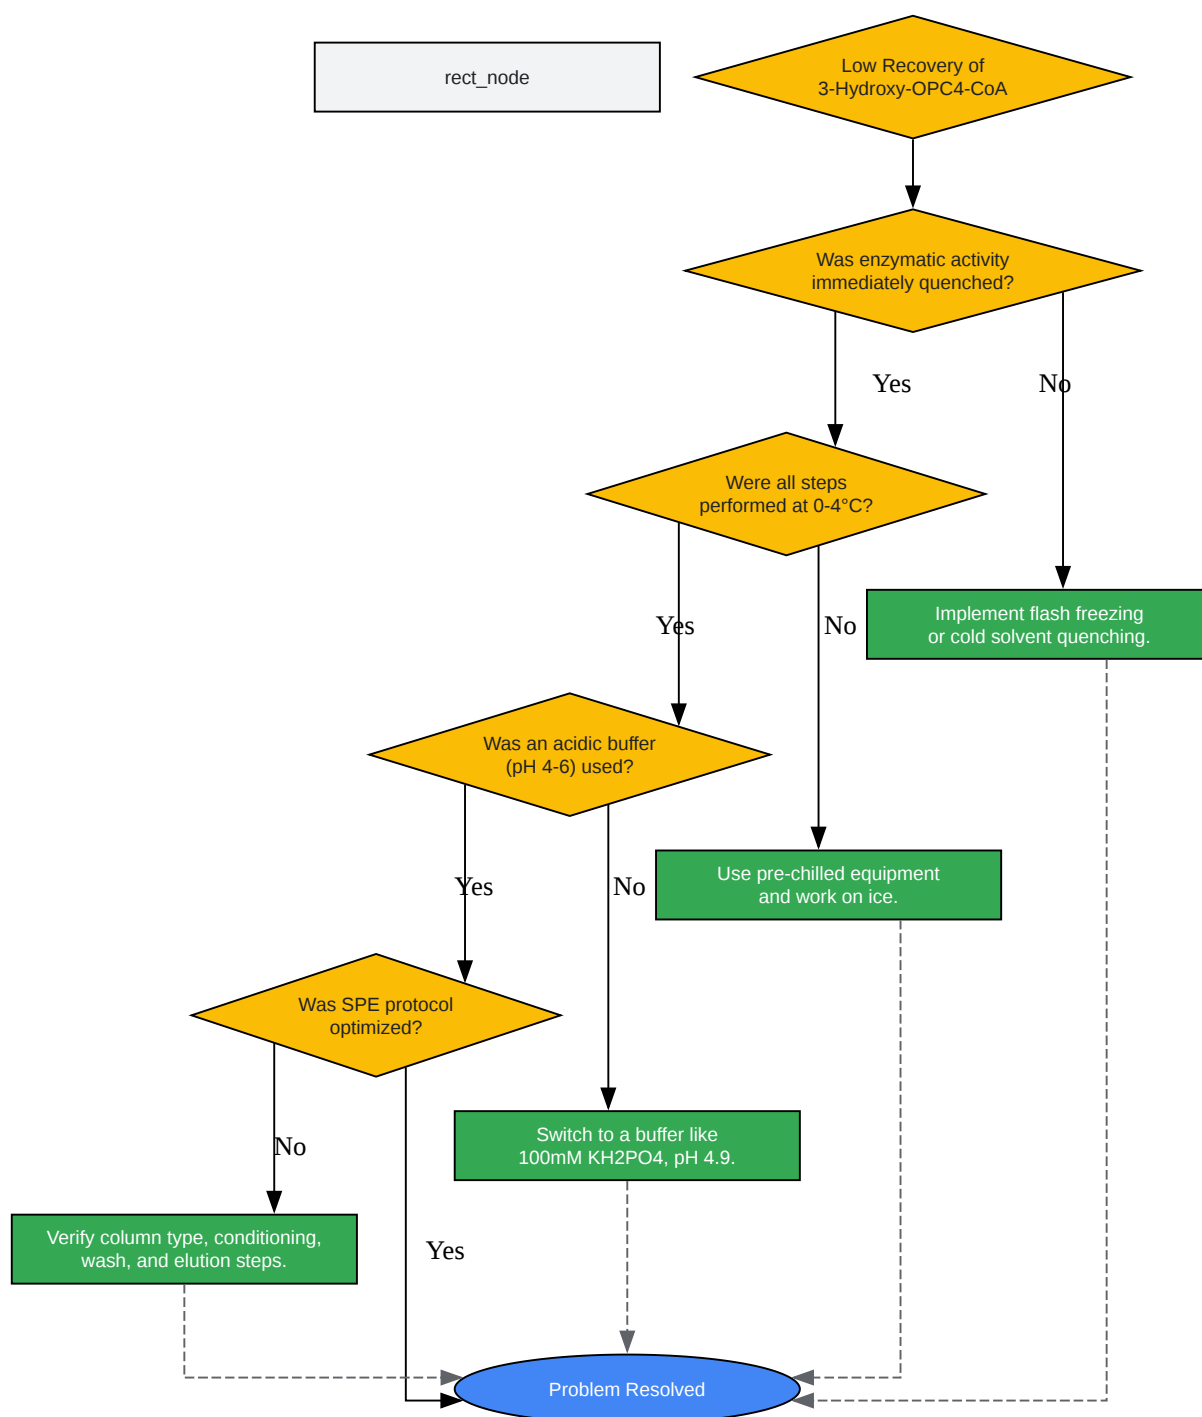 rect_node
Low Recovery of
3-Hydroxy-OPC4-CoA
Was enzymatic activity
immediately quenched?
Yes
No
Were all steps
performed at 0-4°C?
Implement flash freezing
or cold solvent quenching.
Yes
No
Was an acidic buffer
(pH 4-6) used?
Use pre-chilled equipment
and work on ice.
Yes
No
Was SPE protocol
optimized?
Switch to a buffer like
100mM KH2PO4, pH 4.9.
No
Verify column type, conditioning,
wash, and elution steps.
Yes
Problem Resolved